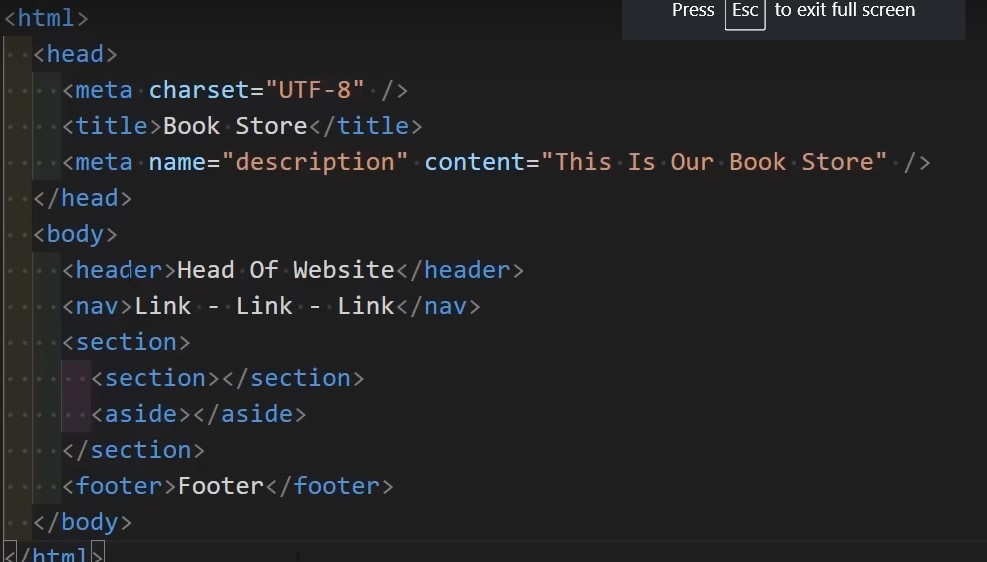 Press Esc to exit full screen
<html>
<head>
<meta charset="UTF-8" />
<title>Book Store</title>
<meta name="description" content="This Is Our Book Store" />
</head>
<body>
<header>Head Of Website</header>
<nav>Link - Link - Link</nav>
<section>
<section></section>
<aside></aside>
</section>
<footer>Footer</footer>
</body>
</html>